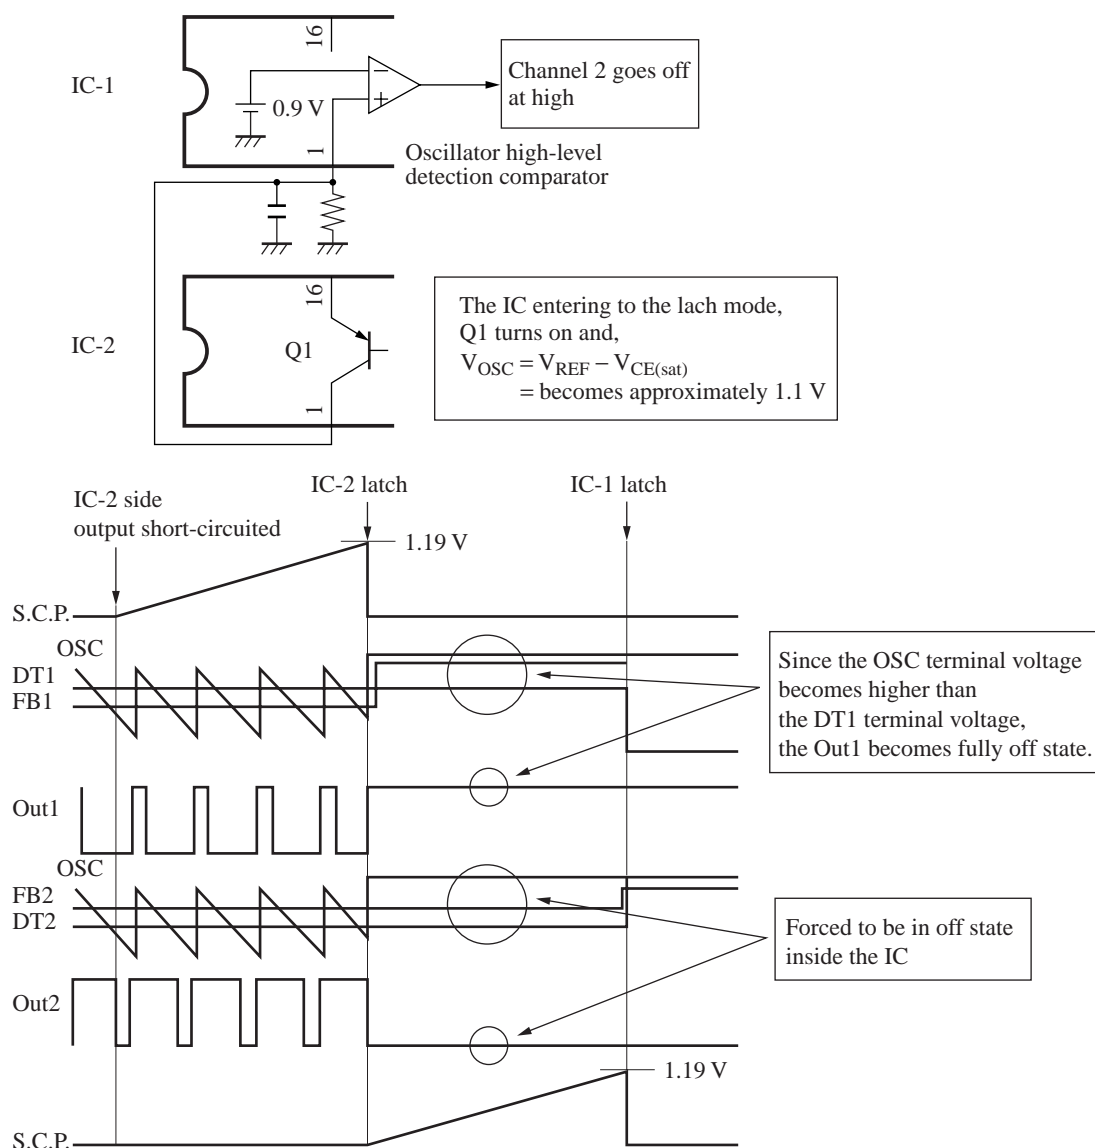 16
IC-1
0.9 V
Channel 2 goes off
at high
1
Oscillator high-level
detection comparator
16
IC-2
Q1
1
The IC entering to the lach mode,
Q1 turns on and,
VOSC = VREF − VCE(sat)
= becomes approximately 1.1 V
IC-2 side
output short-circuited
IC-2 latch
IC-1 latch
1.19 V
S.C.P.
OSC
DT1
FB1
Since the OSC terminal voltage
becomes higher than
the DT1 terminal voltage,
the Out1 becomes fully off state.
Out1
OSC
FB2
DT2
Forced to be in off state
inside the IC
Out2
1.19 V
S.C.P.